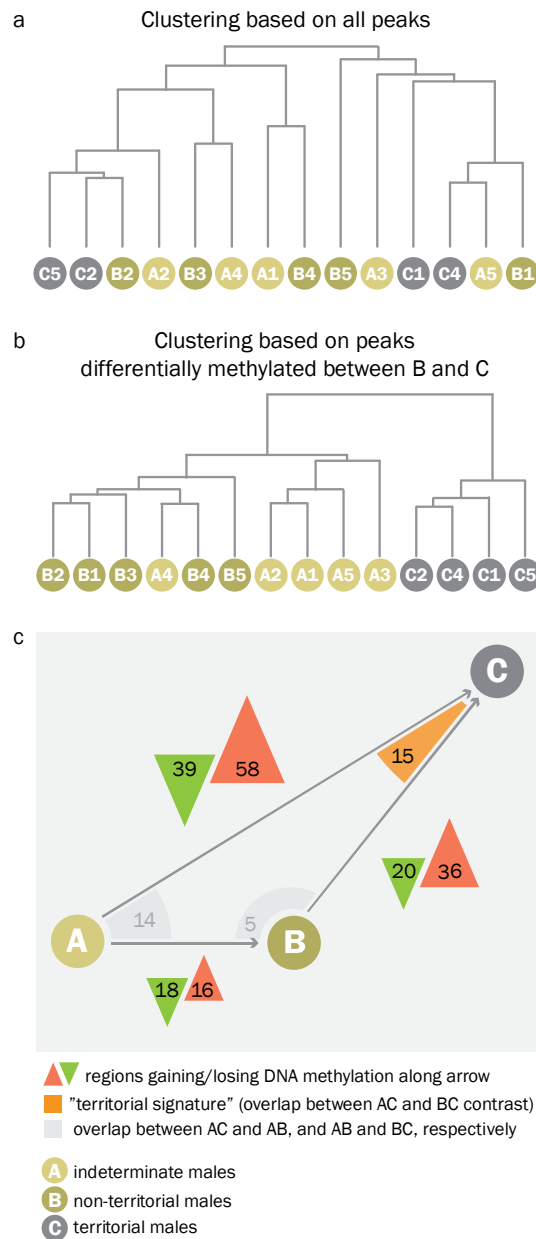 a
Clustering based on all peaks
C5 C2 B2 A2 B3 A4 A1 B4 B5 A3 C1 C4 A5 B1
b
Clustering based on peaks
differentially methylated between B and C
B2 B1 B3 A4 B4 B5 A2 A1 A5 A3 C2 C4 C1 C5
c
C
39 58
15
20 36
14
5
A
B
18 16
regions gaining/losing DNA methylation along arrow
”territorial signature” (overlap between AC and BC contrast)
overlap between AC and AB, and AB and BC, respectively
A indeterminate males
B non-territorial males
C territorial males